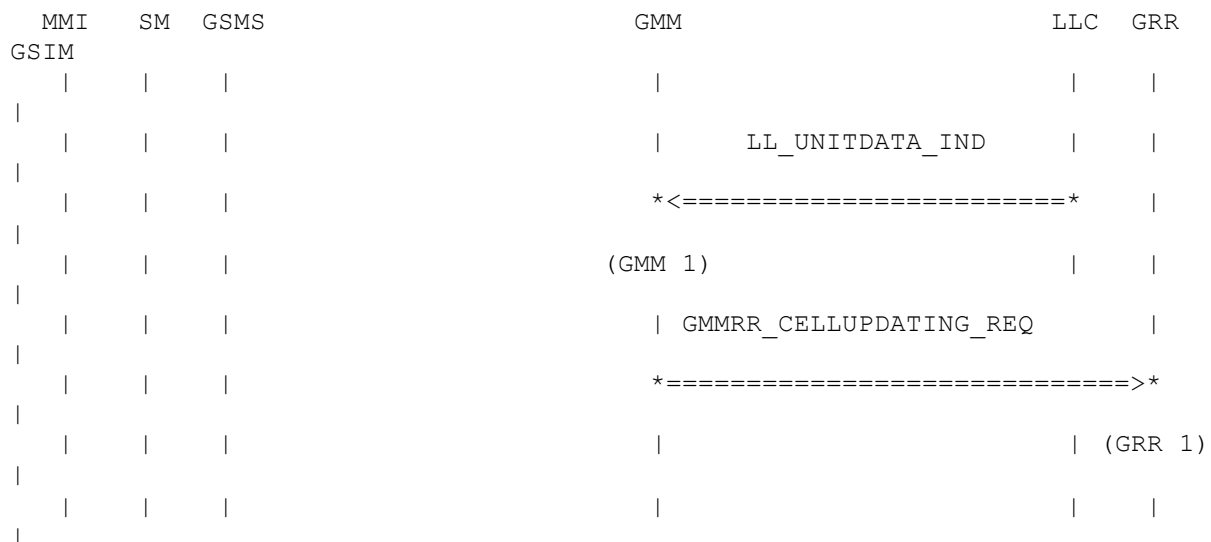 MMI SM GSMS GMM LLC GRR
GSIM
| | | | | |
|
| | | | LL_UNITDATA_IND | |
|
| | | *<========================* |
|
| | | (GMM 1) | |
|
| | | | GMMRR_CELLUPDATING_REQ |
|
| | | *=============================>*
|
| | | | | (GRR 1)
|
| | | | | |
|